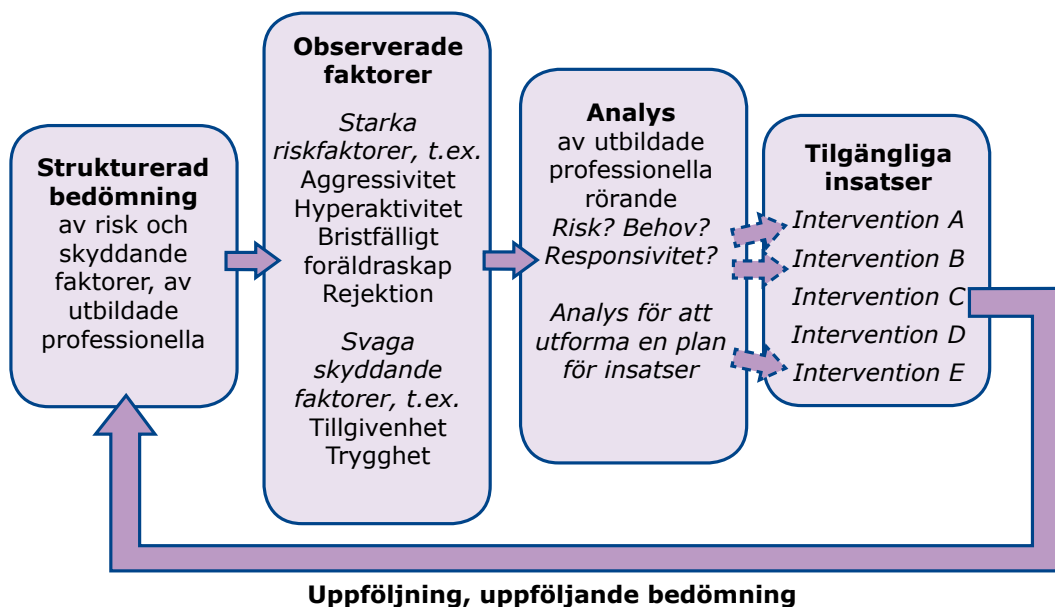 Strukturerad
bedömning
av risk och
skyddande
faktorer, av
utbildade
professionella
Observerade
faktorer
Starka
riskfaktorer, t.ex.
Aggressivitet
Hyperaktivitet
Bristfälligt
foräldraskap
Rejektion
Svaga
skyddande
faktorer, t.ex.
Tillgivenhet
Trygghet
Analys
av utbildade
professionella
rörande
Risk? Behov?
Responsivitet?
Analys för att
utforma en plan
för insatser
Tilgängliga
insatser
Intervention A
Intervention B
Intervention C
Intervention D
Intervention E
Uppföljning, uppföljande bedömning